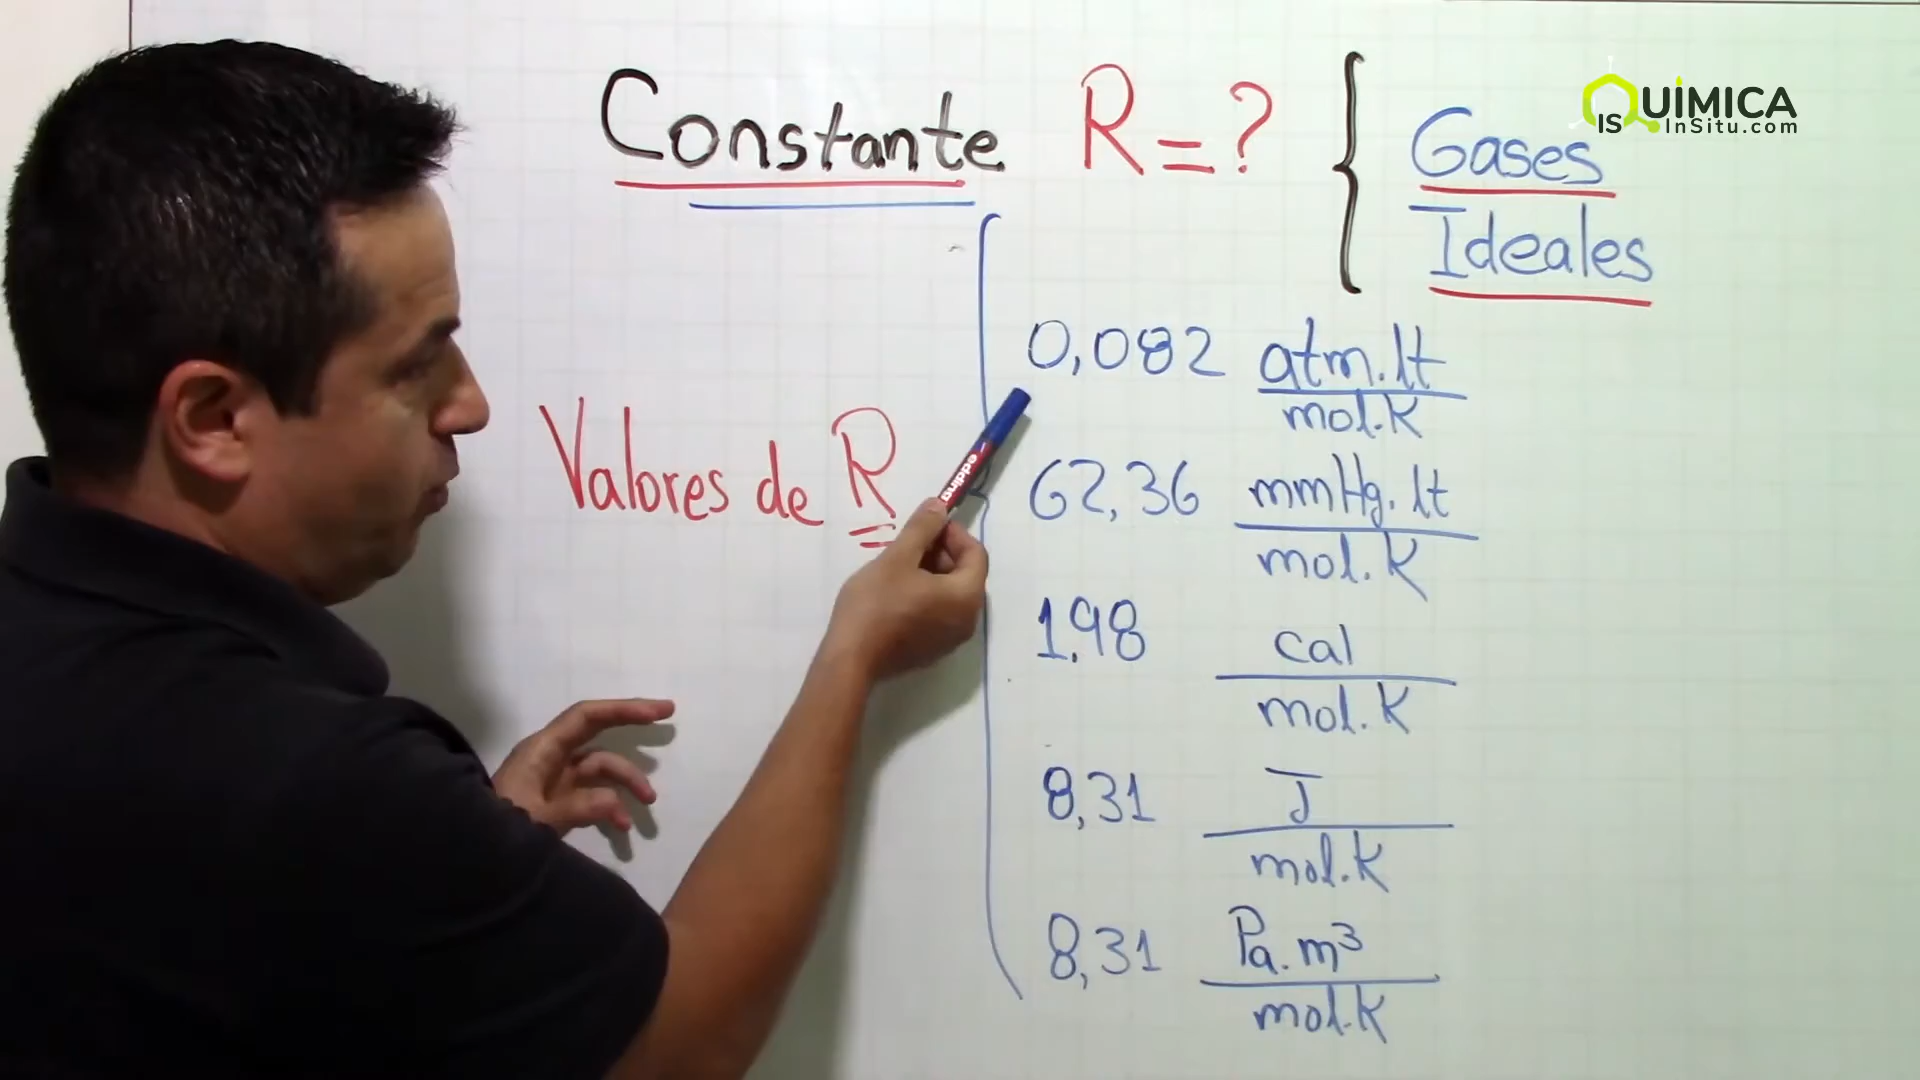 Constante R = ?
Gases
Ideales
IS QUIMICA
InSitu.com
Valores de R
0,082 atm.lt
mol.K
62,36 mmHg.lt
mol.K
1,98 cal
mol.K
8,31 J
mol.K
8,31 Pa.m³
mol.K
edding